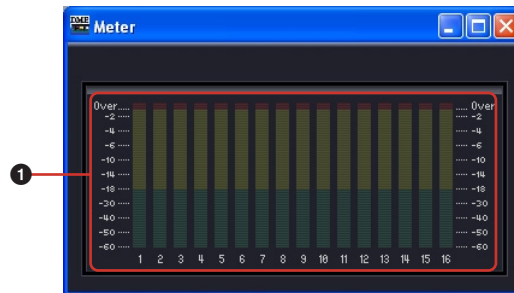 DME Meter
Over..... ..... Over
-2 ..... ..... -2
-4 ..... ..... -4
-6 ..... ..... -6
-10 ..... ..... -10
-14 ..... ..... -14
-18 ..... ..... -18
-30 ..... ..... -30
-40 ..... ..... -40
-50 ..... ..... -50
-60 ..... ..... -60
1 2 3 4 5 6 7 8 9 10 11 12 13 14 15 16
1